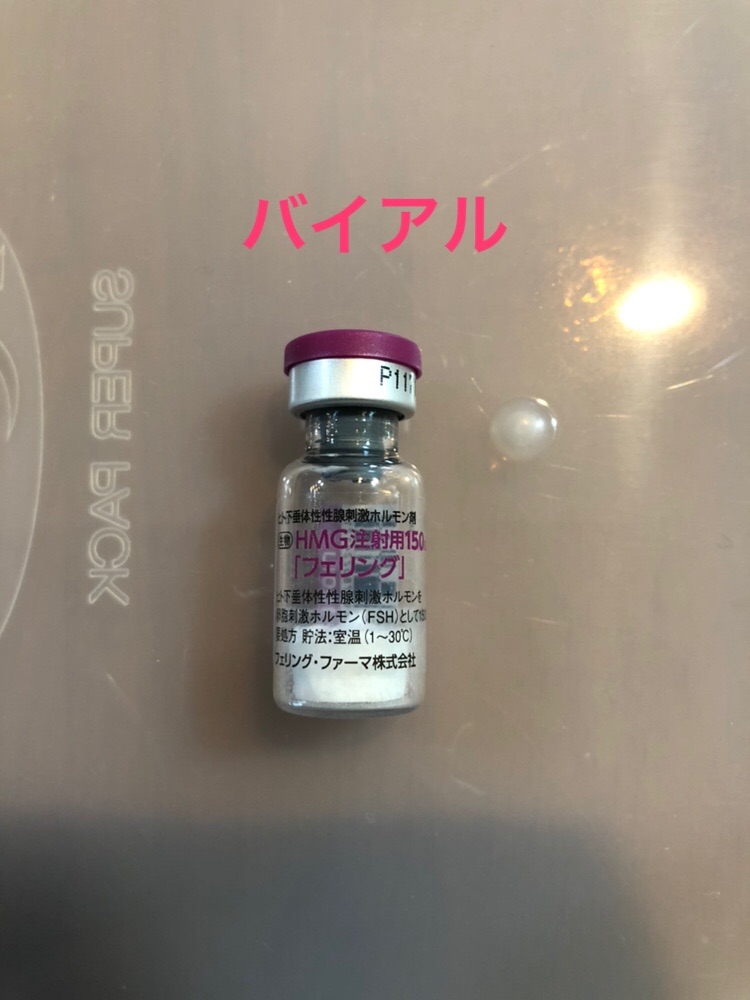 バイアル
P117
ヒト下垂体性性腺刺激ホルモン剤
生物 HMG注射用150
「フェリング」
ヒト下垂体性性腺刺激ホルモンを
卵胞刺激ホルモン(FSH)として150
要処方 貯法:室温(1~30℃)
フェリング・ファーマ株式会社
SUPER PACK